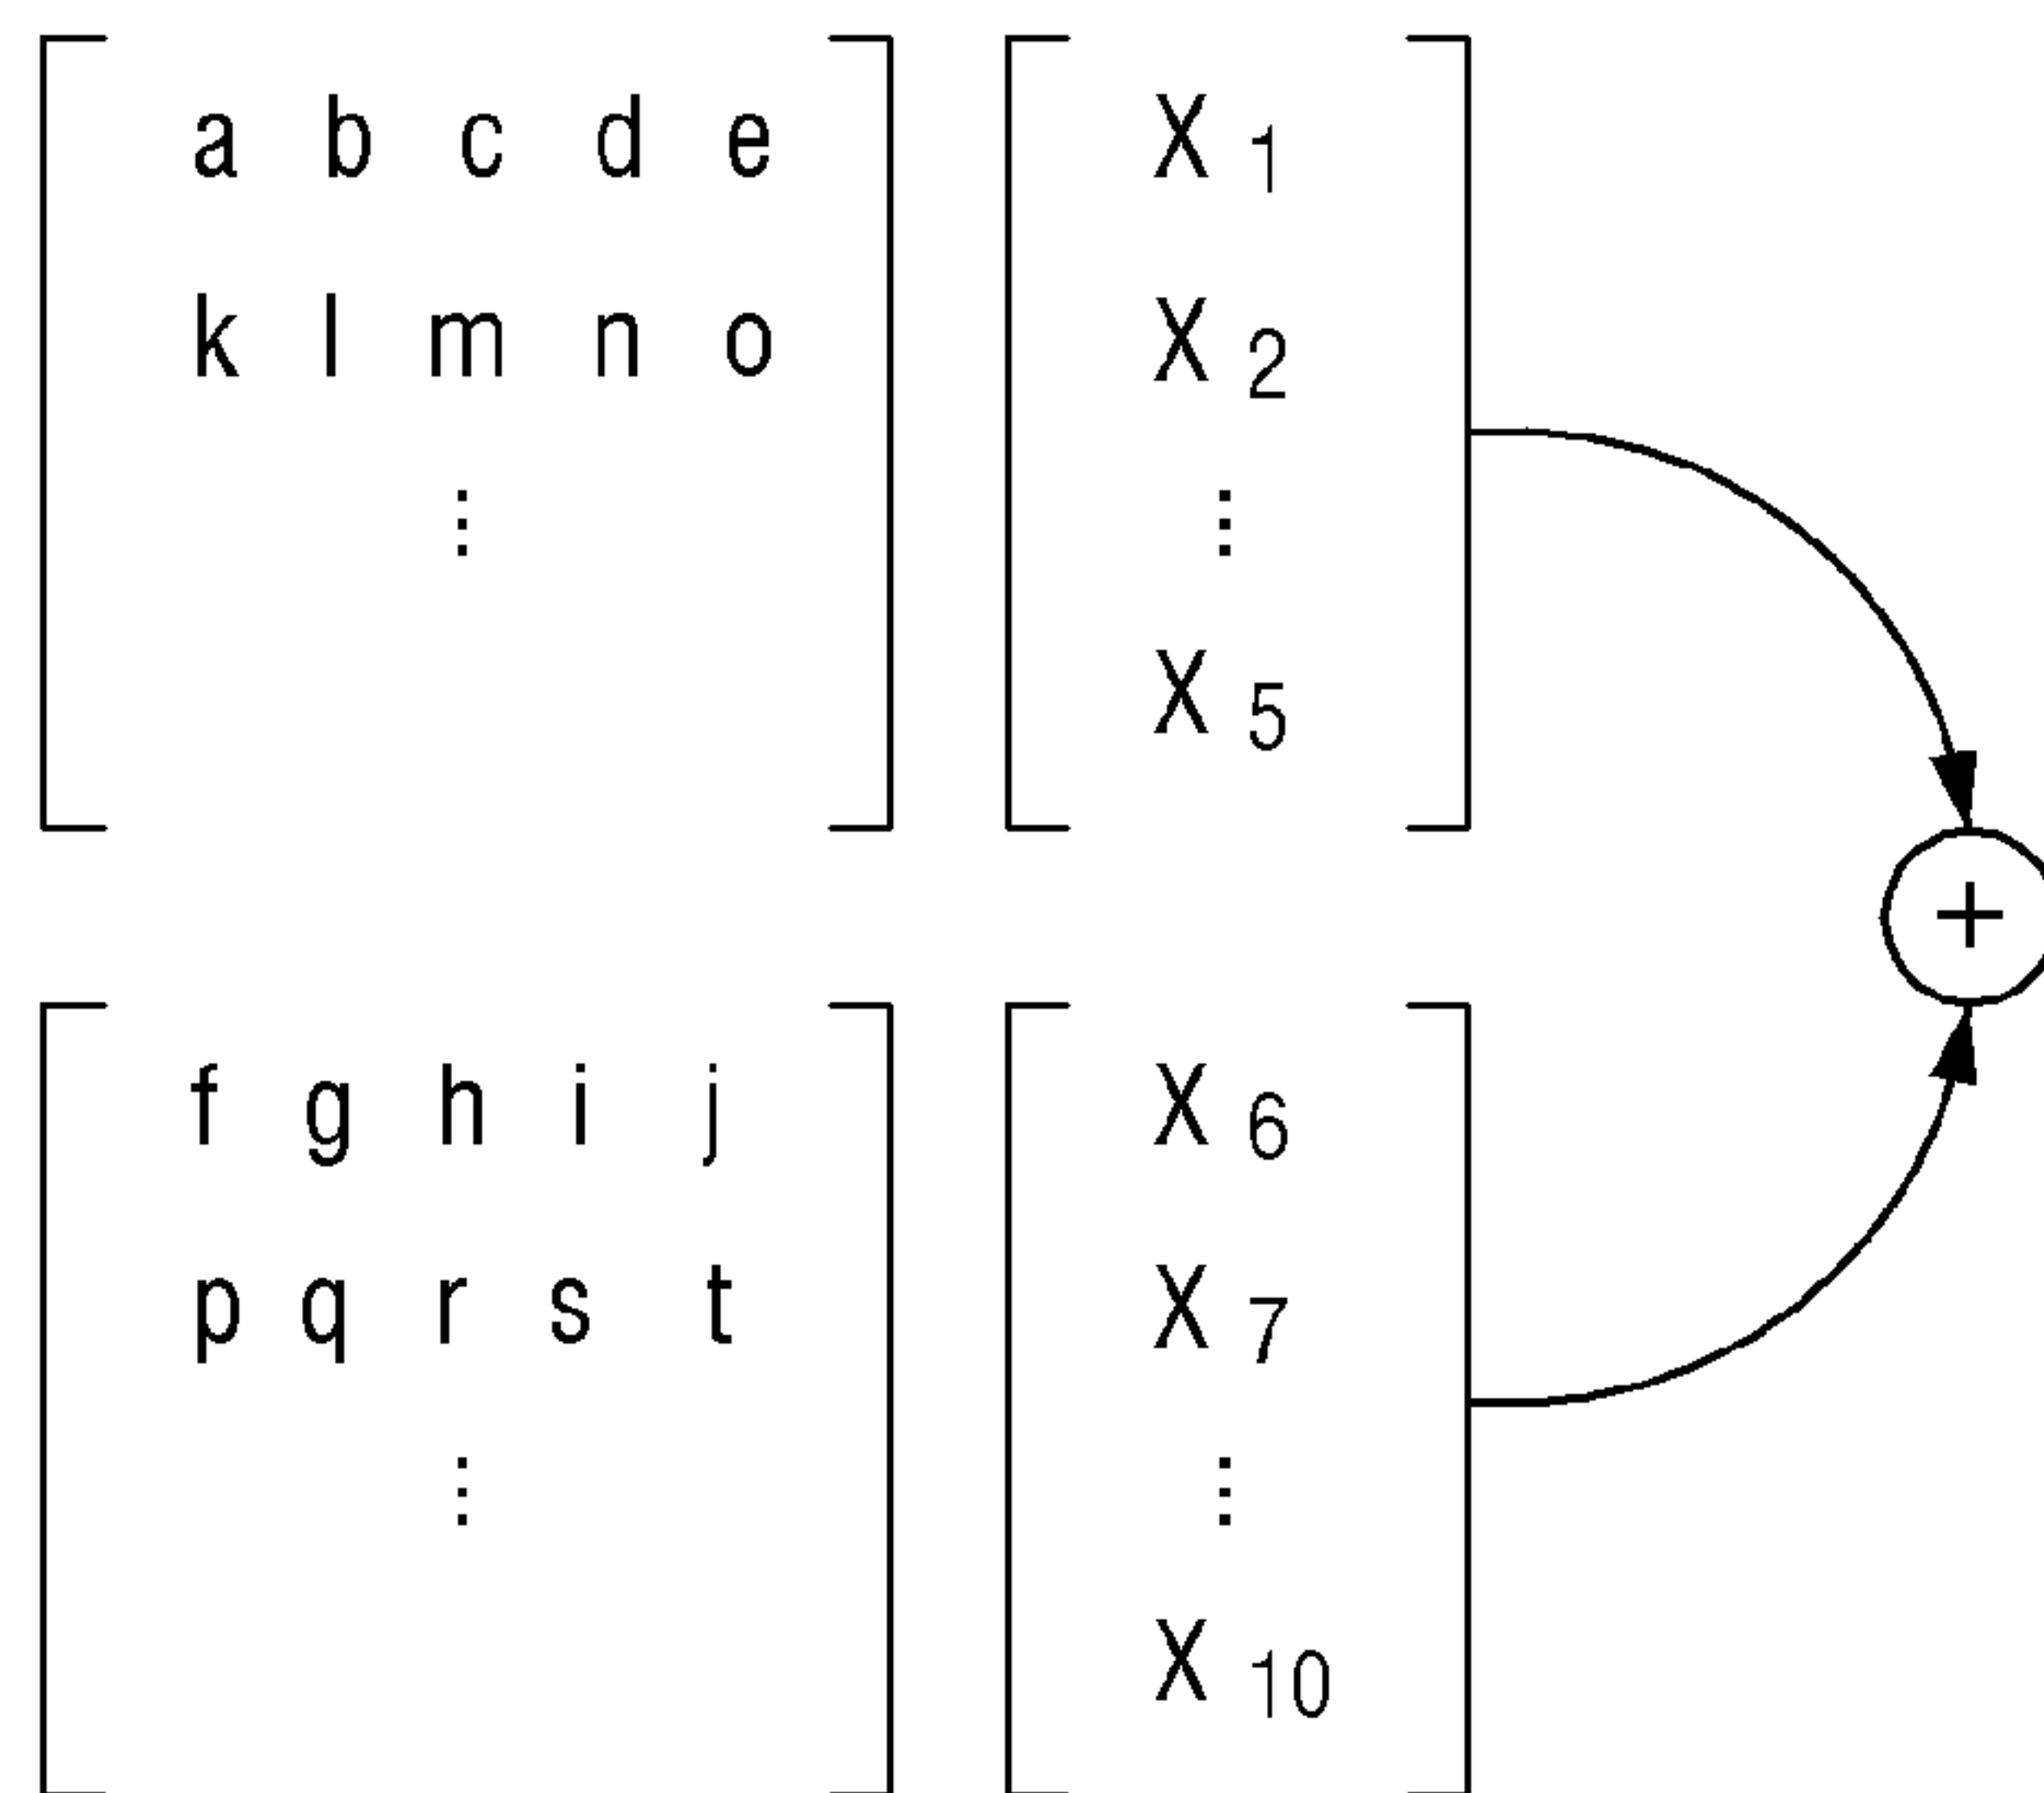 a b c d e X 1
k l m n o X 2
⋮ ⋮
X 5
+
f g h i j X 6
p q r s t X 7
⋮ ⋮
X 10